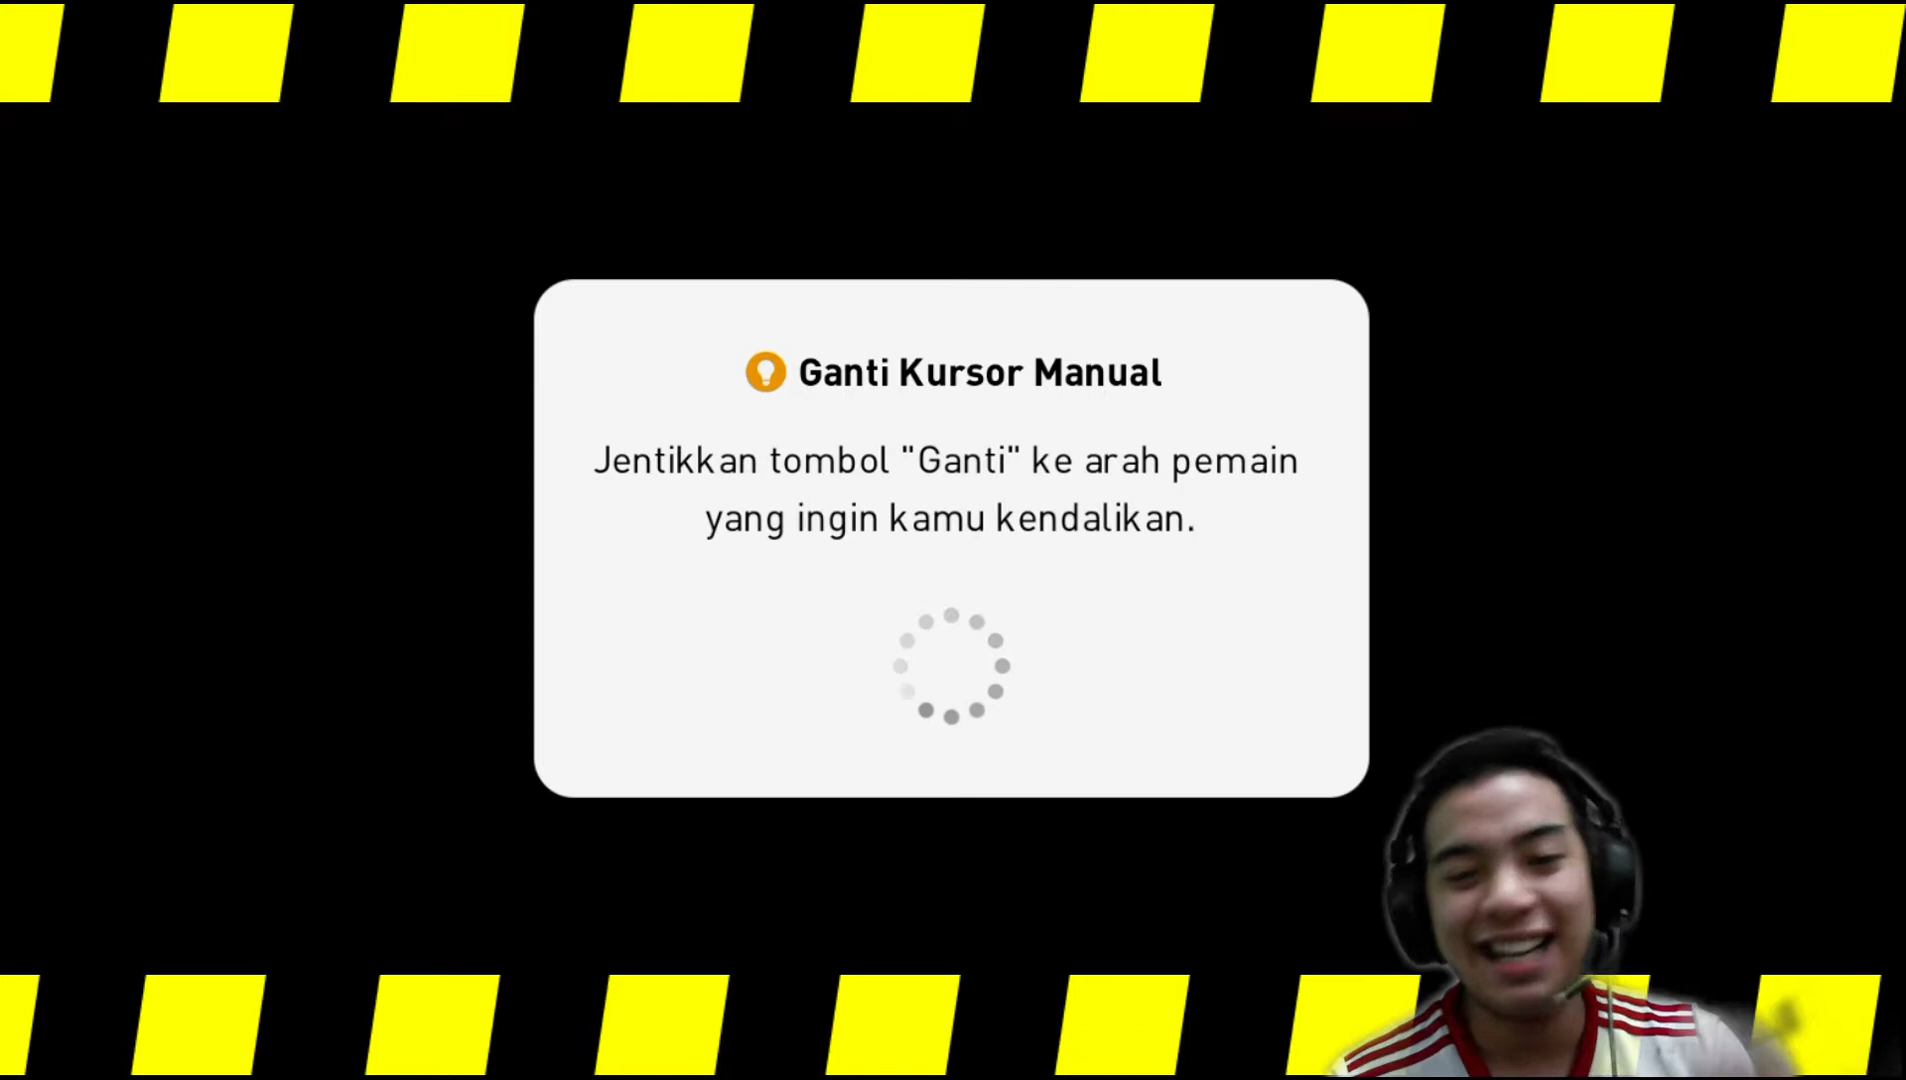 Ganti Kursor Manual
Jentikkan tombol "Ganti" ke arah pemain
yang ingin kamu kendalikan.